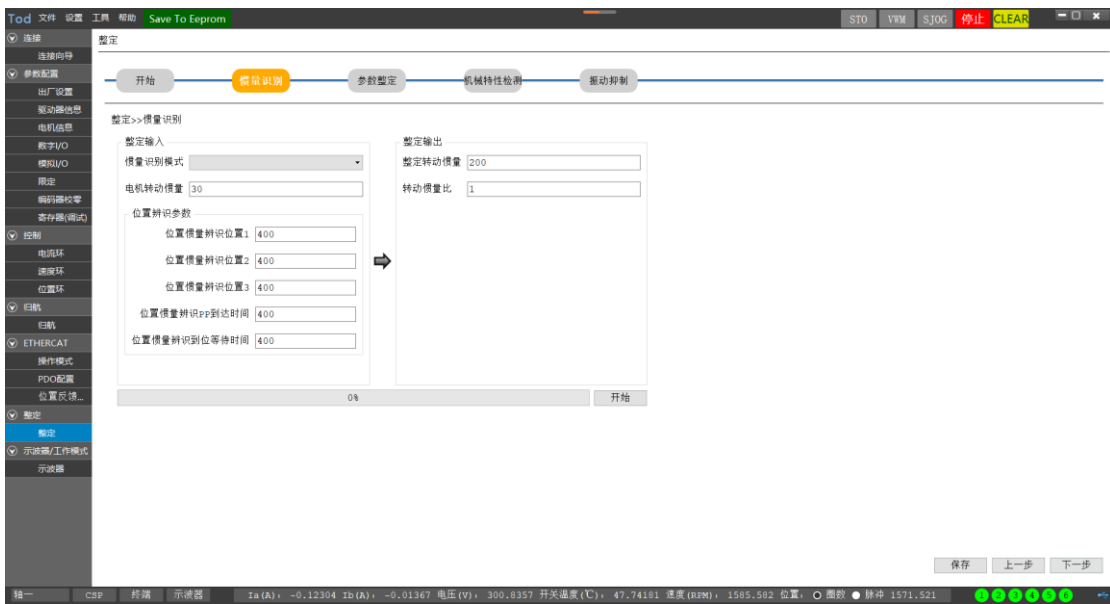 Tod 文件 设置 工具 帮助 Save To Eeprom STO VWM SJOG 停止 CLEAR
连接
连接向导
参数配置
出厂设置
驱动器信息
电机信息
数字I/O
模拟I/O
限定
编码器校零
寄存器(调试)
控制
电流环
速度环
位置环
归航
归航
ETHERCAT
操作模式
PDO配置
位置反馈...
整定
整定
示波器/工作模式
示波器
整定
开始 惯量识别 参数整定 机械特性检测 振动抑制
整定>>惯量识别
整定输入
惯量识别模式
电机转动惯量 30
位置辨识参数
位置惯量辨识位置1 400
位置惯量辨识位置2 400
位置惯量辨识位置3 400
位置惯量辨识PP到达时间 400
位置惯量辨识到位等待时间 400
整定输出
整定转动惯量 200
转动惯量比 1
0% 开始
保存 上一步 下一步
轴一 CSP 终端 示波器 Ia(A): -0.12304 Ib(A): -0.01367 电压(V): 300.8357 开关温度(℃): 47.74181 速度(RPM): 1585.582 位置: 圈数 脉冲 1571.521 1 2 3 4 5 6